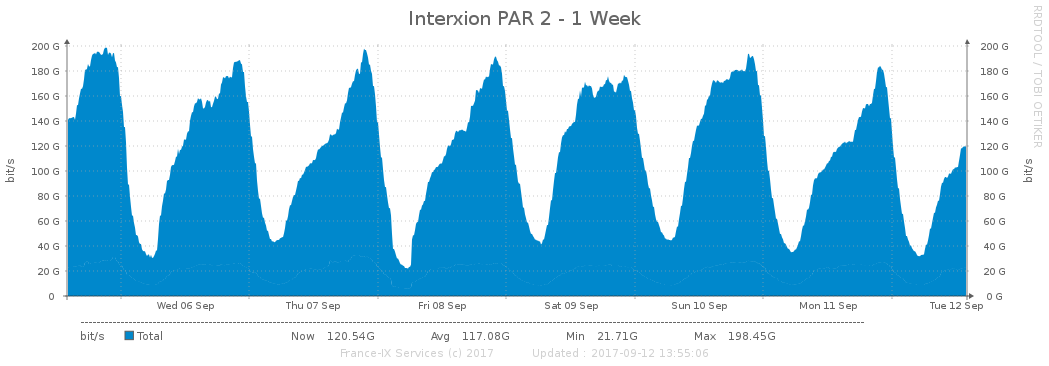 Interxion PAR 2 - 1 Week
RRDTOOL / TOBI OETIKER
200 G 200 G
180 G 180 G
160 G 160 G
140 G 140 G
120 G 120 G
100 G 100 G
80 G 80 G
60 G 60 G
40 G 40 G
20 G 20 G
0 0 G
bit/s bit/s
Wed 06 Sep Thu 07 Sep Fri 08 Sep Sat 09 Sep Sun 10 Sep Mon 11 Sep Tue 12 Sep
bit/s Total Now 120.54G Avg 117.08G Min 21.71G Max 198.45G
France-IX Services (c) 2017 Updated : 2017-09-12 13:55:06